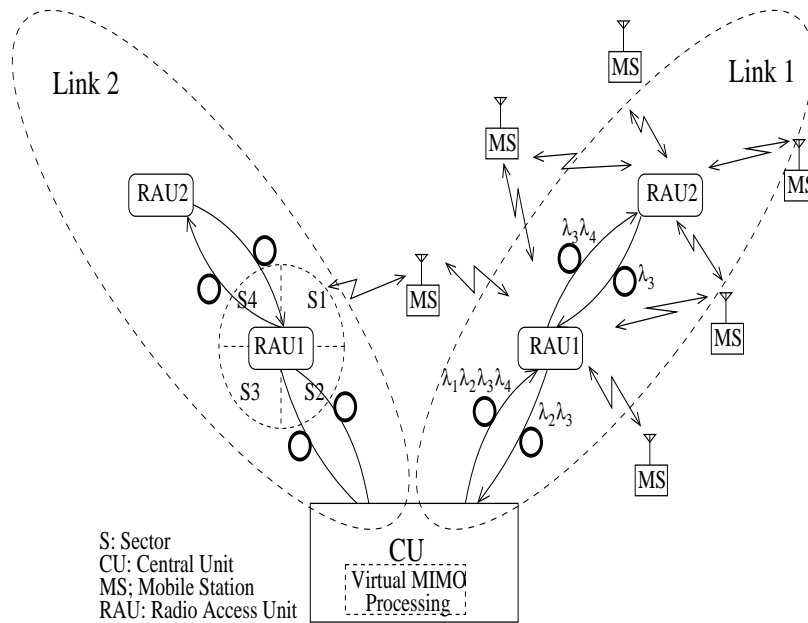 Link 2
Link 1
MS
MS
MS
RAU2
RAU2
λ3λ4
λ3
S4
S1
MS
MS
RAU1
RAU1
S3
S2
λ1λ2λ3λ4
λ2λ3
MS
CU
Virtual MIMO
Processing
S: Sector
CU: Central Unit
MS; Mobile Station
RAU: Radio Access Unit